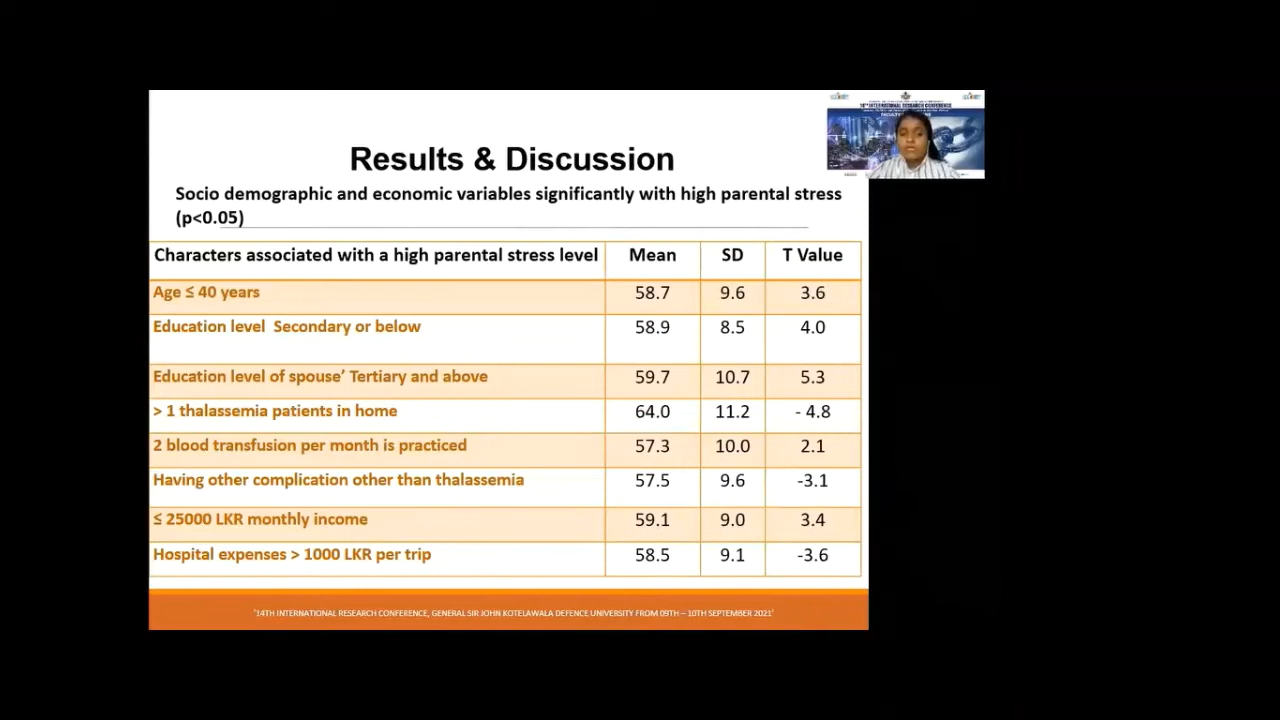 14TH INTERNATIONAL RESEARCH CONFERENCE
Results & Discussion
Socio demographic and economic variables significantly with high parental stress
(p<0.05)
Characters associated with a high parental stress level Mean SD T Value
Age ≤ 40 years 58.7 9.6 3.6
Education level Secondary or below 58.9 8.5 4.0
Education level of spouse’ Tertiary and above 59.7 10.7 5.3
> 1 thalassemia patients in home 64.0 11.2 - 4.8
2 blood transfusion per month is practiced 57.3 10.0 2.1
Having other complication other than thalassemia 57.5 9.6 -3.1
≤ 25000 LKR monthly income 59.1 9.0 3.4
Hospital expenses > 1000 LKR per trip 58.5 9.1 -3.6
'14TH INTERNATIONAL RESEARCH CONFERENCE, GENERAL SIR JOHN KOTELAWALA DEFENCE UNIVERSITY FROM 09TH – 10TH SEPTEMBER 2021'